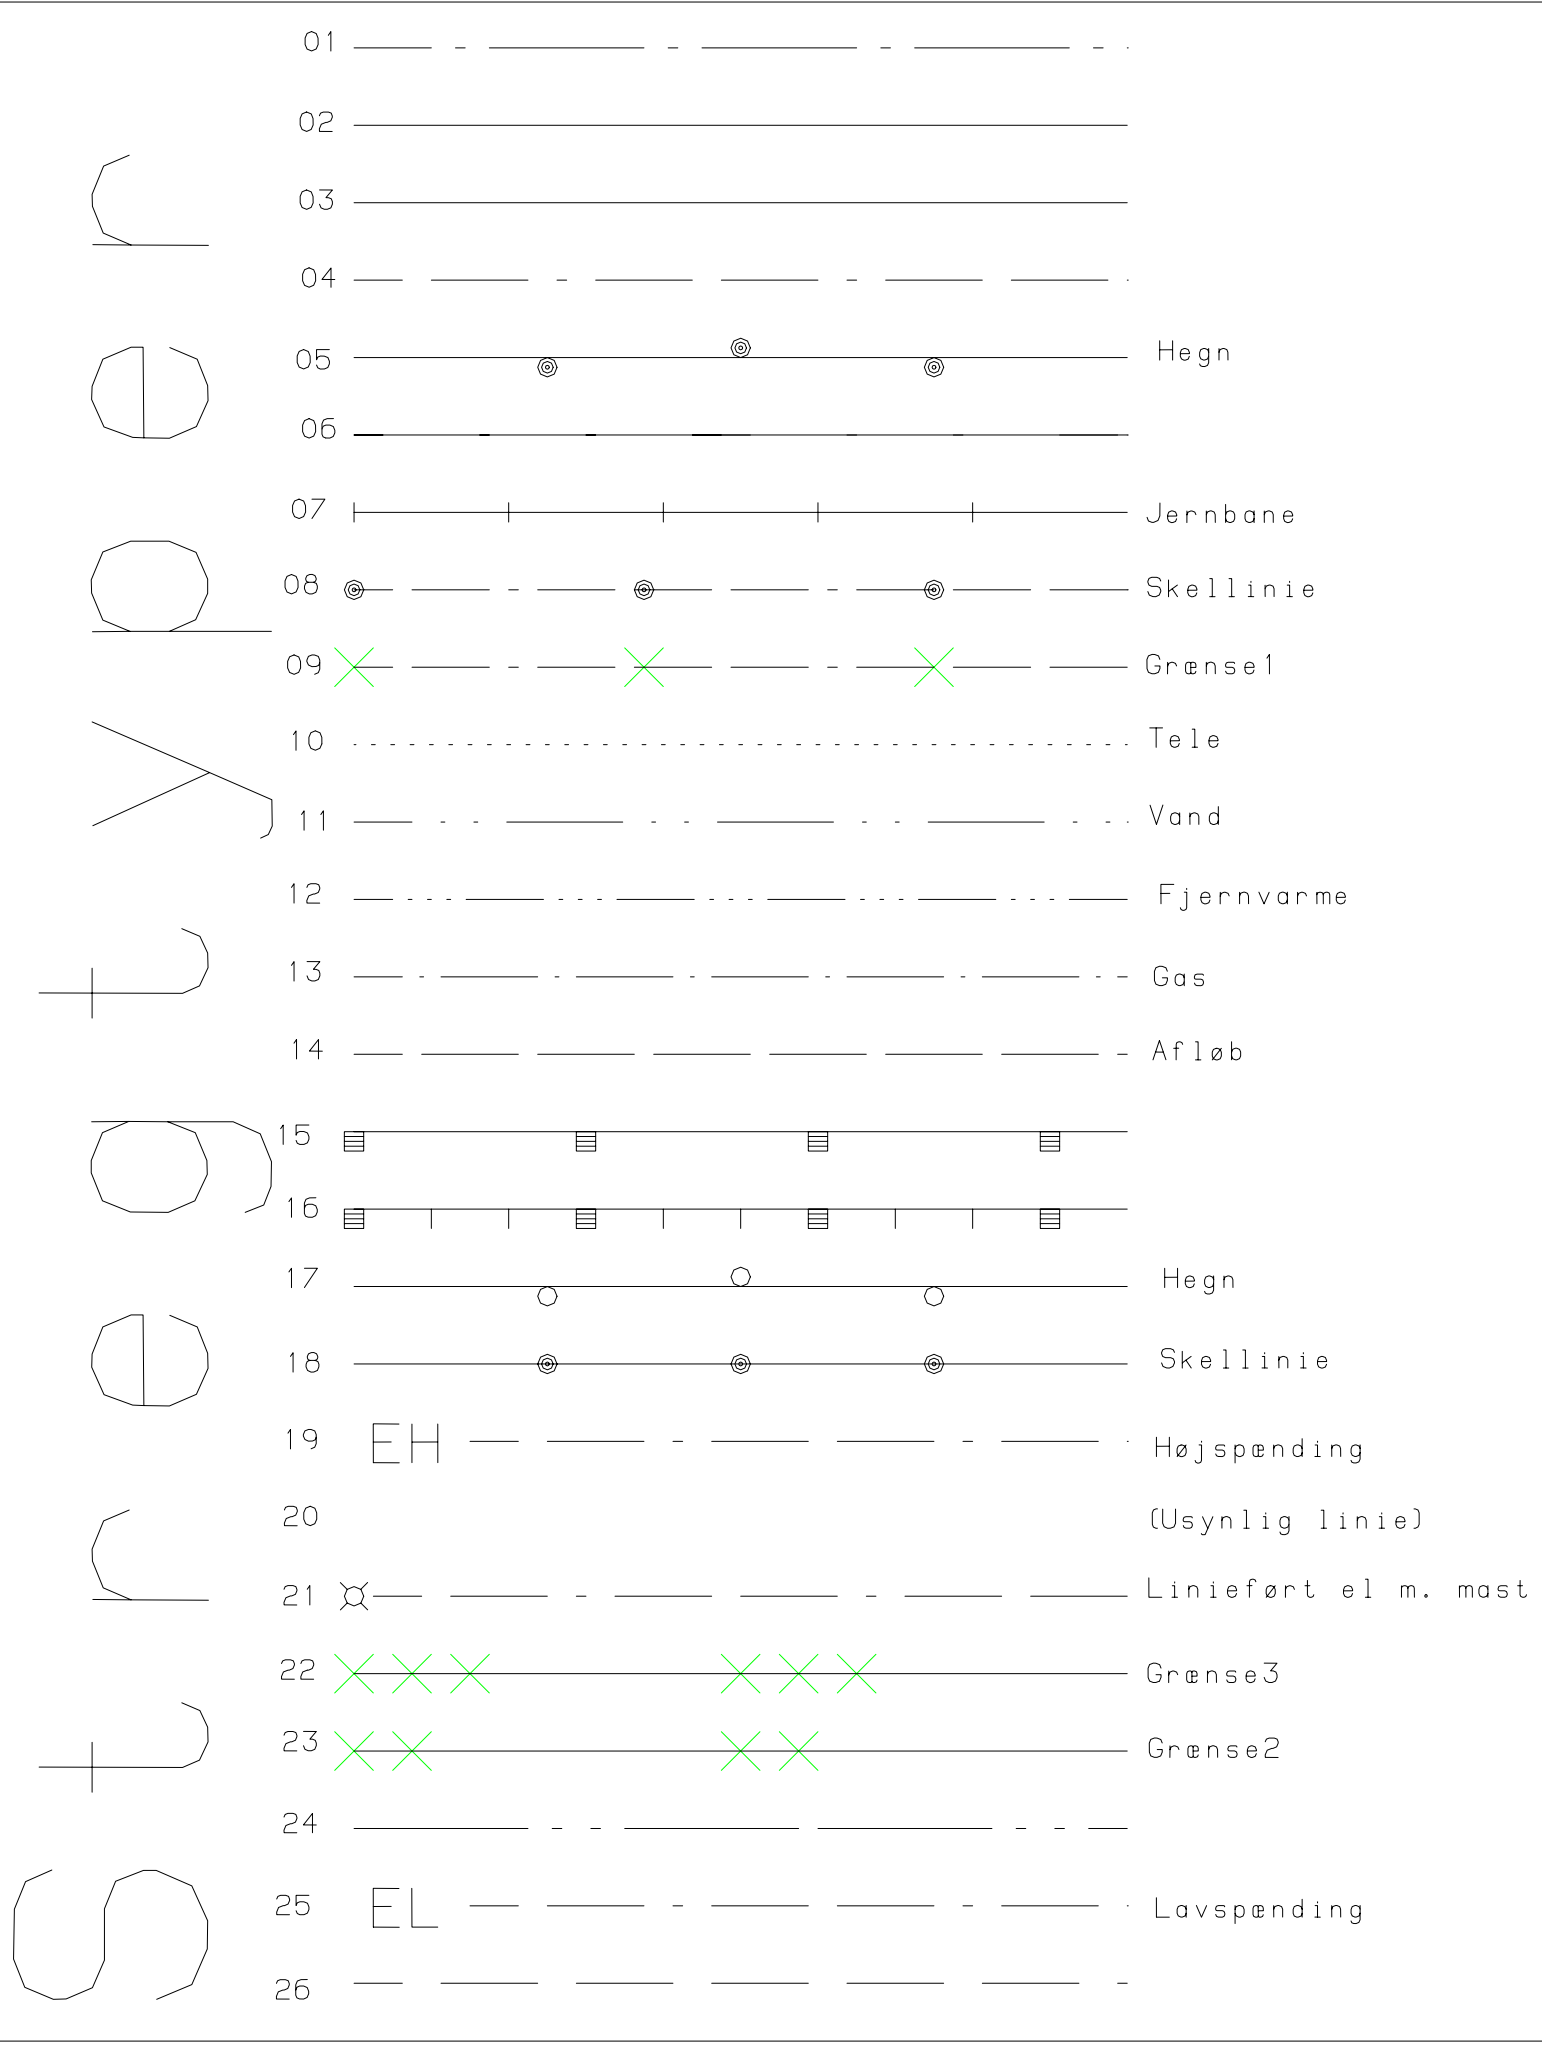 Stregtyper
01
02
03
04
05 Hegn
06
07 Jernbane
08 Skellinie
09 Grænse1
10 Tele
11 Vand
12 Fjernvarme
13 Gas
14 Afløb
15
16
17 Hegn
18 Skellinie
19 EH Højspænding
20 (Usynlig linie)
21 Linieført el m. mast
22 Grænse3
23 Grænse2
24
25 EL Lavspænding
26